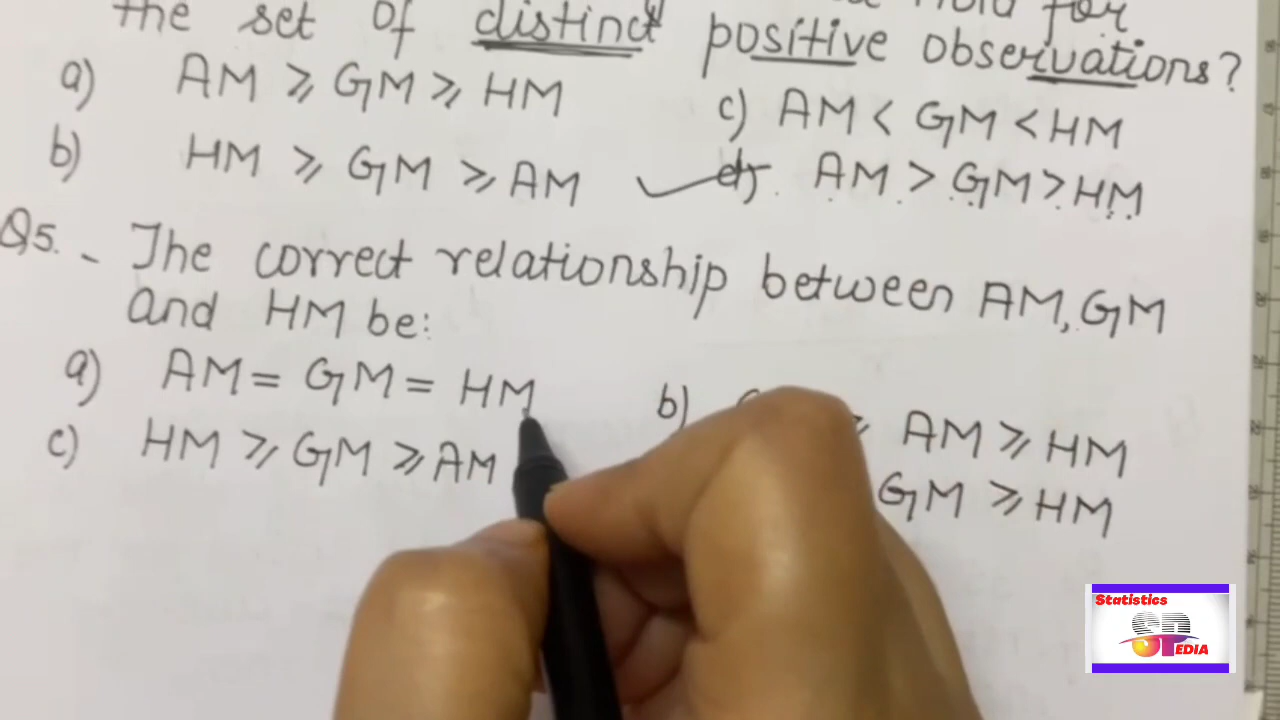 the set of distinct positive observations?
a) AM ⩾ GM ⩾ HM
c) AM < GM < HM
b) HM ⩾ GM ⩾ AM
d) AM > GM > HM
Q5. - The correct relationship between AM, GM
and HM be:
a) AM = GM = HM
b) AM ⩾ HM
c) HM ⩾ GM ⩾ AM
GM ⩾ HM
Statistics
EDIA